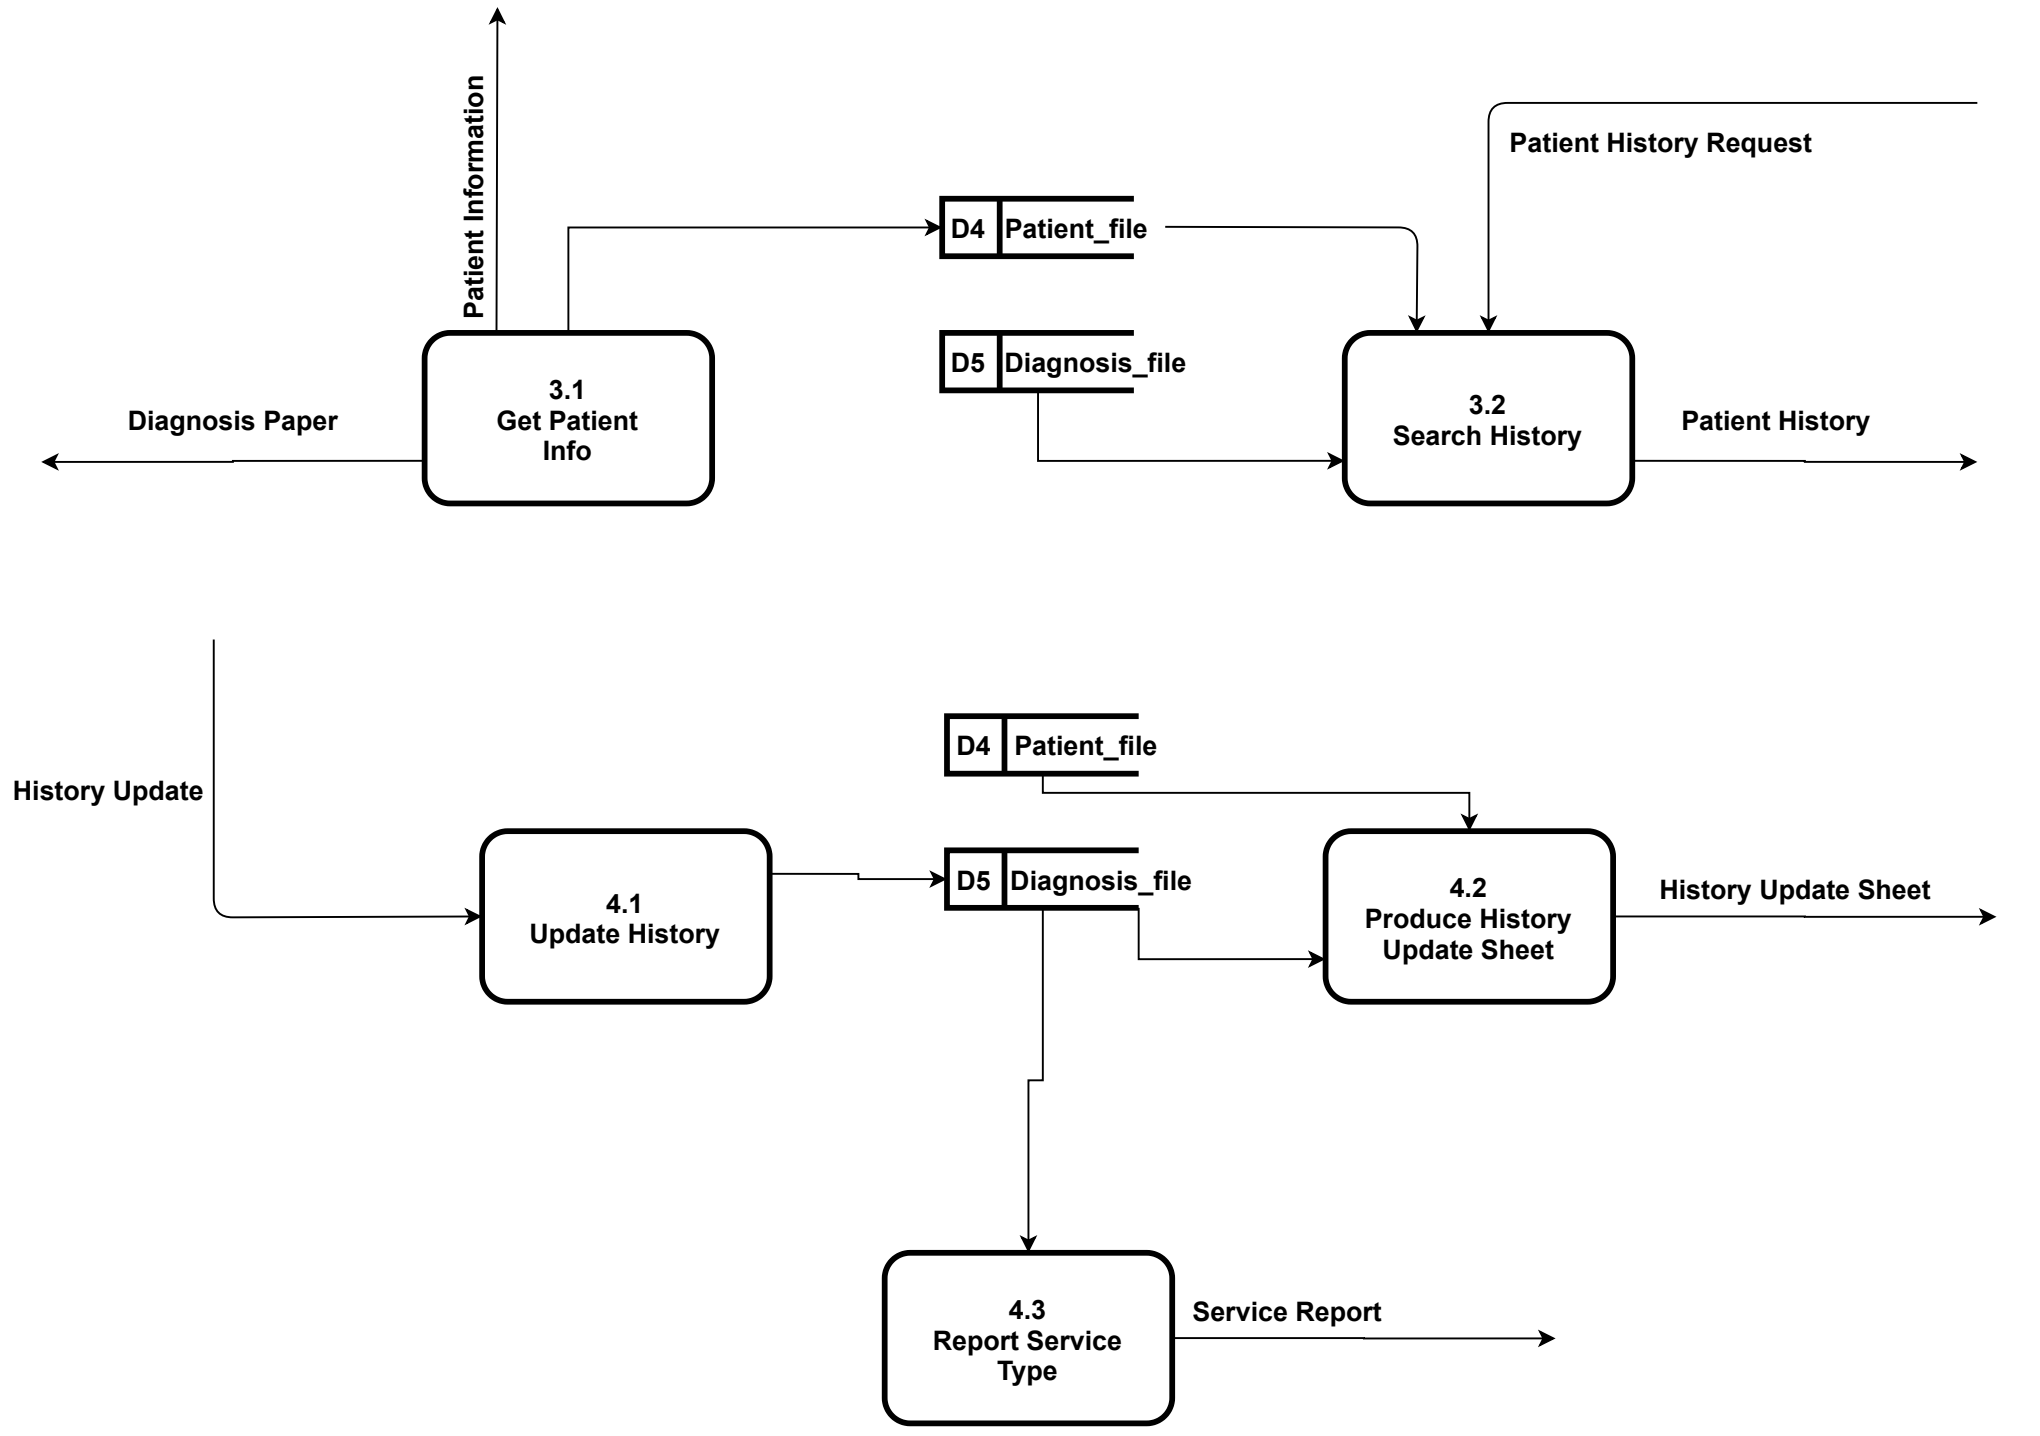 Patient Information
Patient History Request
D4 Patient_file
D5 Diagnosis_file
3.1
Get Patient
Info
3.2
Search History
Diagnosis Paper
Patient History
D4 Patient_file
History Update
D5 Diagnosis_file
4.1
Update History
4.2
Produce History
Update Sheet
History Update Sheet
4.3
Report Service
Type
Service Report